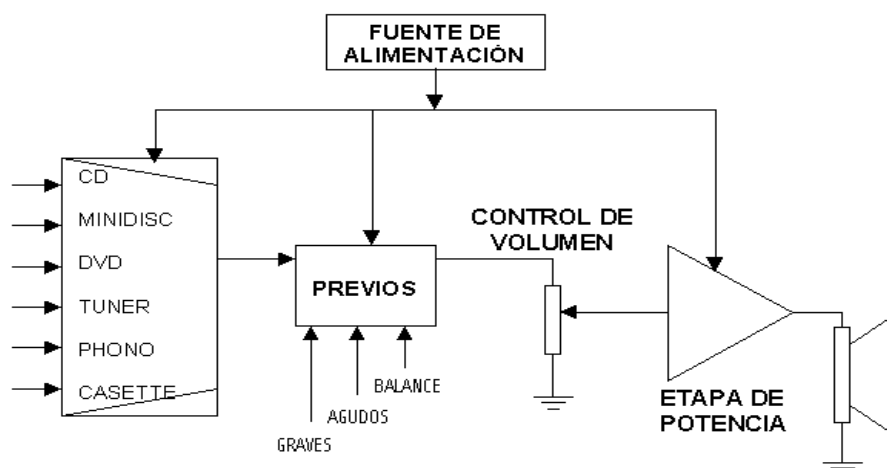 FUENTE DE
ALIMENTACIÓN
CD
MINIDISC
DVD
TUNER
PHONO
CASETTE
PREVIOS
GRAVES
AGUDOS
BALANCE
CONTROL DE
VOLUMEN
ETAPA DE
POTENCIA